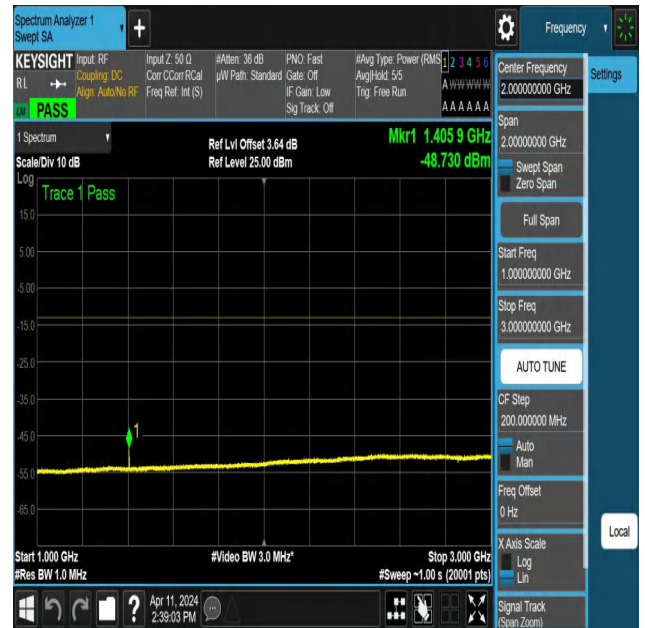 Spectrum Analyzer 1
Swept SA
Frequency
KEYSIGHT
RL
PASS
Input: RF
Coupling: DC
Align: Auto/No RF
Input Z: 50 Ω
Corr CCorr RCal
Freq Ref: Int (S)
#Atten: 36 dB
µW Path: Standard
PNO: Fast
Gate: Off
IF Gain: Low
Sig Track: Off
#Avg Type: Power (RMS
Avg|Hold: 5/5
Trig: Free Run
1 2 3 4 5 6
A W W W W W
A A A A A A
1 Spectrum
Scale/Div 10 dB
Ref Lvl Offset 3.64 dB
Ref Level 25.00 dBm
Mkr1 1.405 9 GHz
-48.730 dBm
Log
Trace 1 Pass
15.0
5.00
-5.00
-15.0
-25.0
-35.0
-45.0
1
-55.0
-65.0
Start 1.000 GHz
#Video BW 3.0 MHz*
Stop 3.000 GHz
#Res BW 1.0 MHz
#Sweep ~1.00 s (20001 pts)
Center Frequency
2.000000000 GHz
Settings
Span
2.00000000 GHz
Swept Span
Zero Span
Full Span
Start Freq
1.000000000 GHz
Stop Freq
3.000000000 GHz
AUTO TUNE
CF Step
200.000000 MHz
Auto
Man
Freq Offset
0 Hz
X Axis Scale
Log
Lin
Local
Signal Track
(Span Zoom)
?
Apr 11, 2024
2:39:03 PM